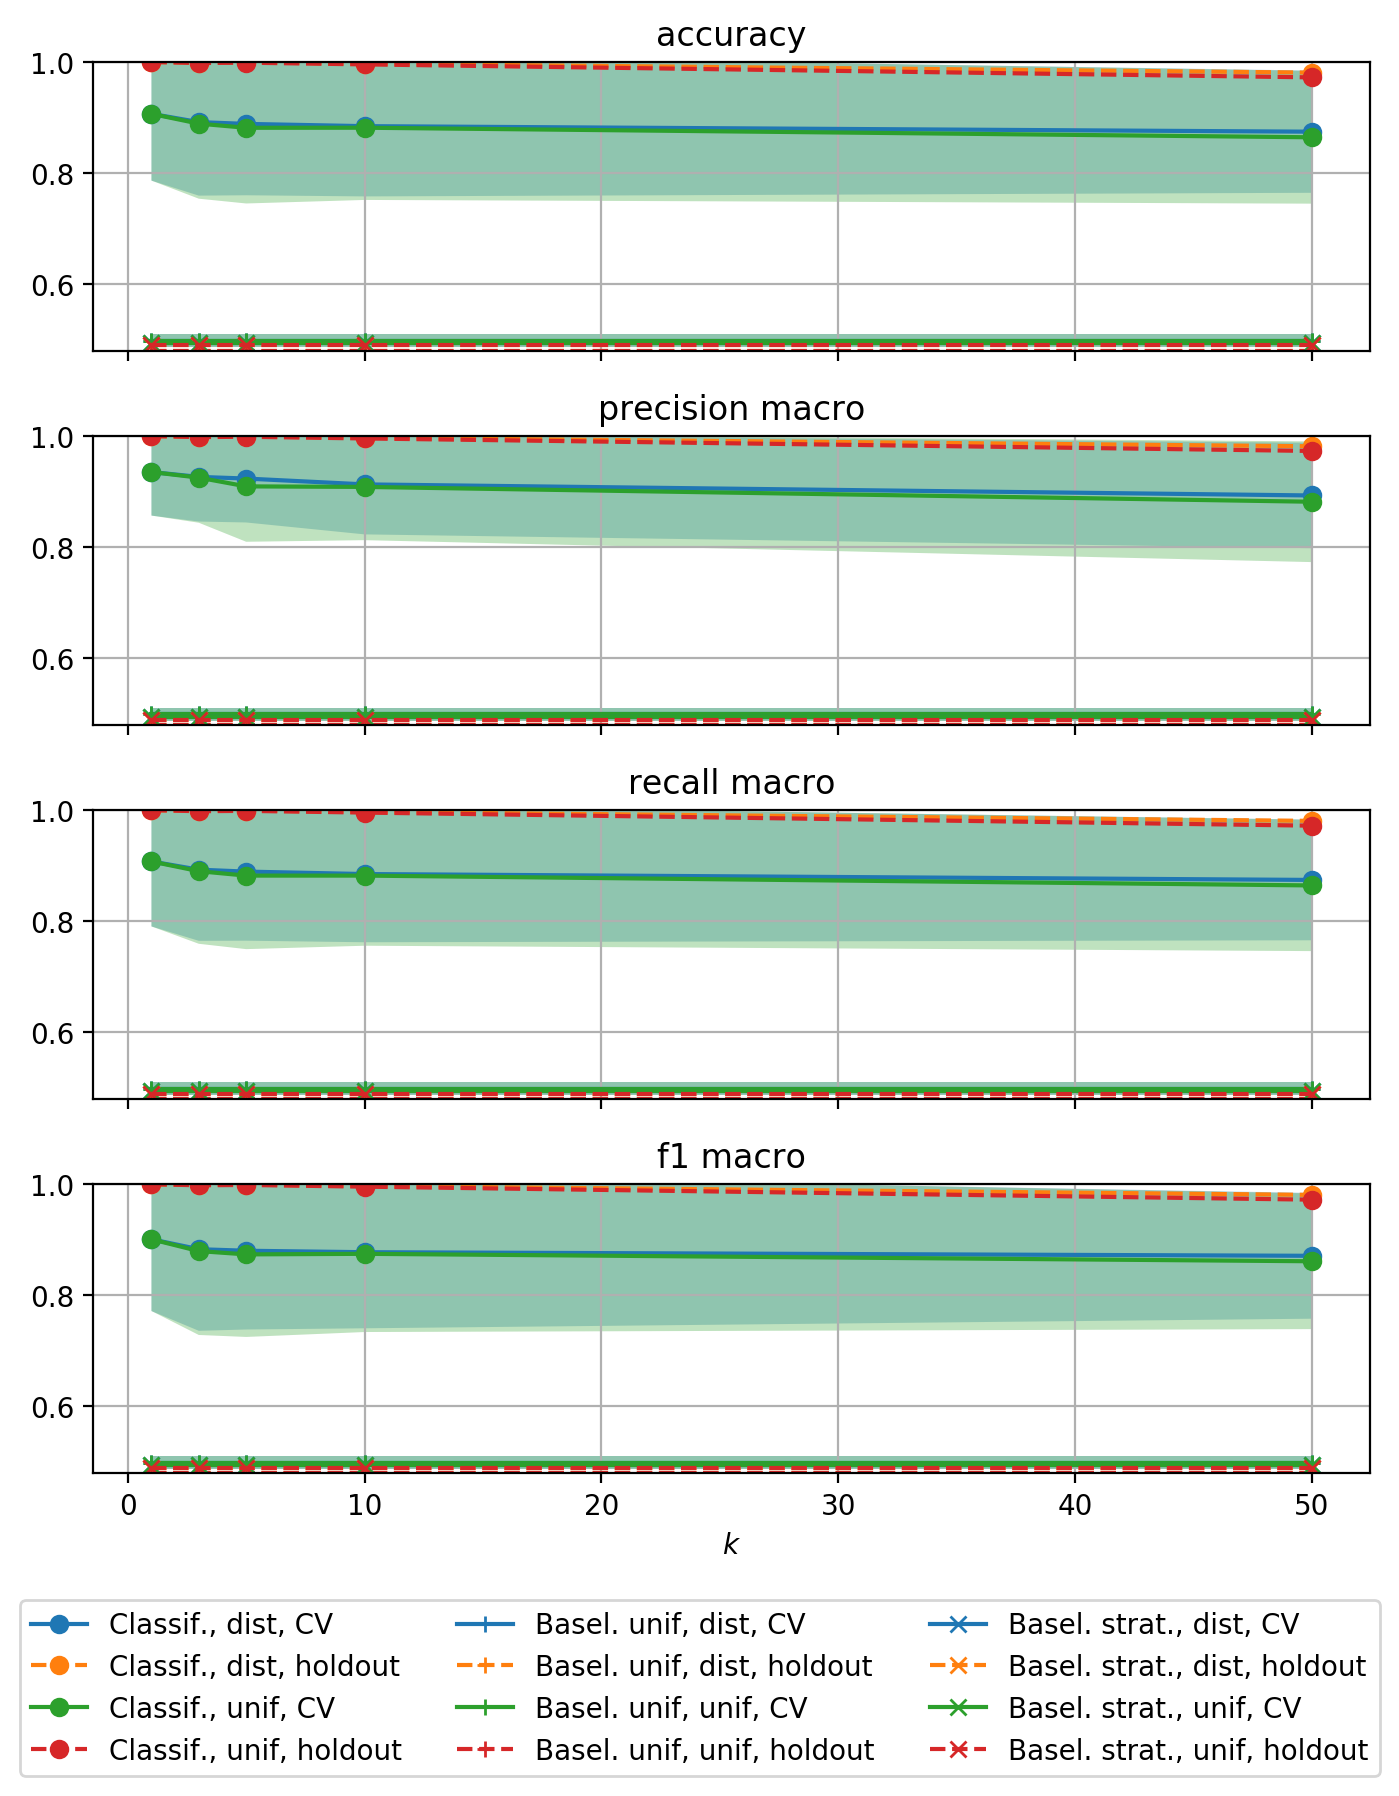 accuracy
1.0
0.8
0.6
precision macro
1.0
0.8
0.6
recall macro
1.0
0.8
0.6
f1 macro
1.0
0.8
0.6
0 10 20 30 40 50
k
Classif., dist, CV Basel. unif, dist, CV Basel. strat., dist, CV
Classif., dist, holdout Basel. unif, dist, holdout Basel. strat., dist, holdout
Classif., unif, CV Basel. unif, unif, CV Basel. strat., unif, CV
Classif., unif, holdout Basel. unif, unif, holdout Basel. strat., unif, holdout